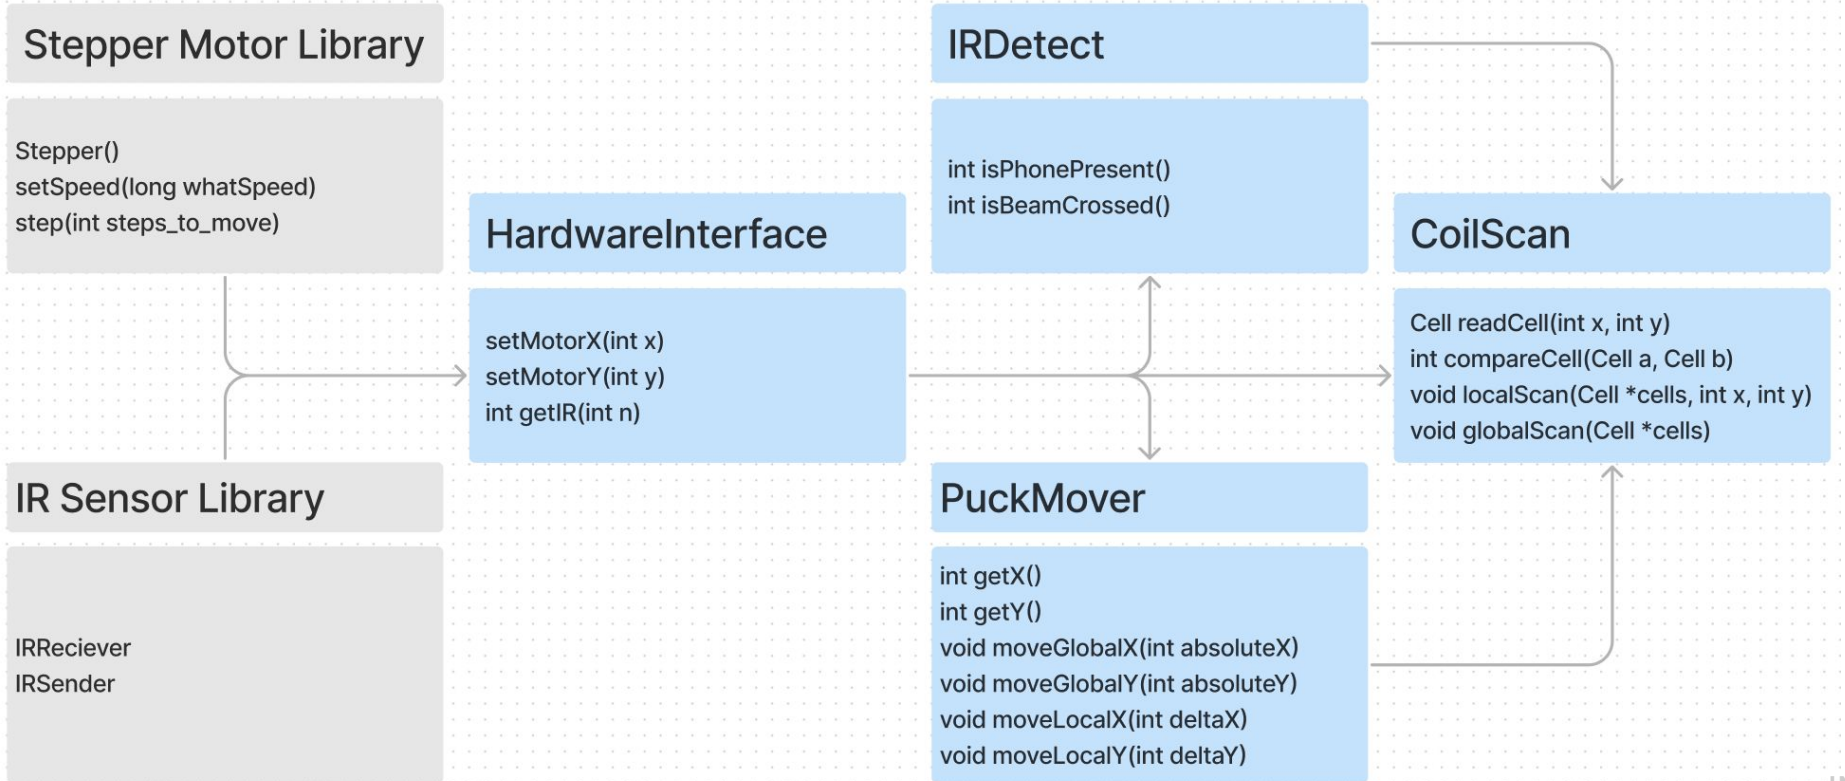 Stepper Motor Library
Stepper()
setSpeed(long whatSpeed)
step(int steps_to_move)
IR Sensor Library
IRReciever
IRSender
HardwareInterface
setMotorX(int x)
setMotorY(int y)
int getIR(int n)
IRDetect
int isPhonePresent()
int isBeamCrossed()
PuckMover
int getX()
int getY()
void moveGlobalX(int absoluteX)
void moveGlobalY(int absoluteY)
void moveLocalX(int deltaX)
void moveLocalY(int deltaY)
CoilScan
Cell readCell(int x, int y)
int compareCell(Cell a, Cell b)
void localScan(Cell *cells, int x, int y)
void globalScan(Cell *cells)